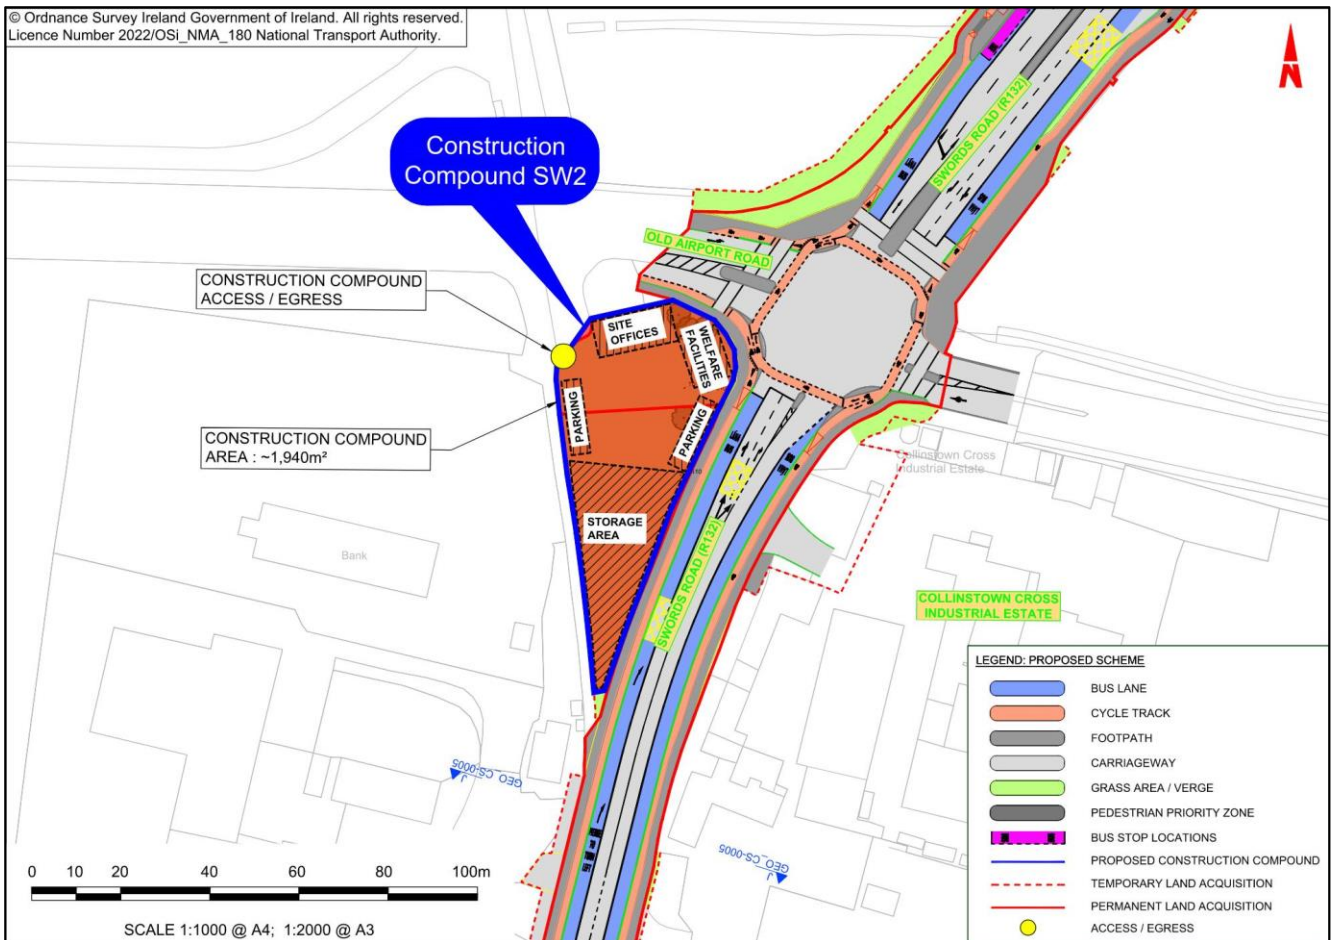 © Ordnance Survey Ireland Government of Ireland. All rights reserved.
Licence Number 2022/OSi_NMA_180 National Transport Authority.
N
Construction
Compound SW2
SWORDS ROAD (R132)
OLD AIRPORT ROAD
CONSTRUCTION COMPOUND
ACCESS / EGRESS
SITE
OFFICES
WELFARE
FACILITIES
PARKING
PARKING
CONSTRUCTION COMPOUND
AREA : ~1,940m²
Collinstown Cross
Industrial Estate
STORAGE
AREA
Bank
SWORDS ROAD (R132)
COLLINSTOWN CROSS
INDUSTRIAL ESTATE
GEO_CS-0005
GEO_CS-0005
LEGEND: PROPOSED SCHEME
BUS LANE
CYCLE TRACK
FOOTPATH
CARRIAGEWAY
GRASS AREA / VERGE
PEDESTRIAN PRIORITY ZONE
BUS STOP LOCATIONS
PROPOSED CONSTRUCTION COMPOUND
TEMPORARY LAND ACQUISITION
PERMANENT LAND ACQUISITION
ACCESS / EGRESS
0 10 20 40 60 80 100m
SCALE 1:1000 @ A4; 1:2000 @ A3